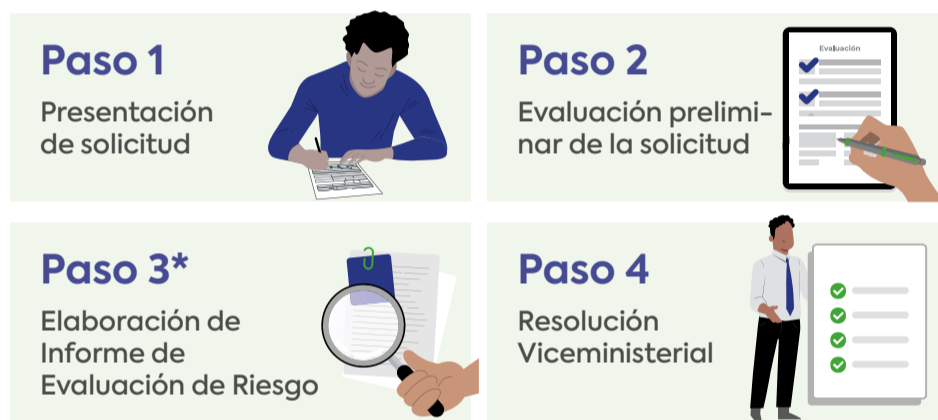 Paso 1
Presentación
de solicitud
Paso 2
Evaluación prelimi-
nar de la solicitud
Evaluación
Paso 3*
Elaboración de
Informe de
Evaluación de Riesgo
Paso 4
Resolución
Viceministerial